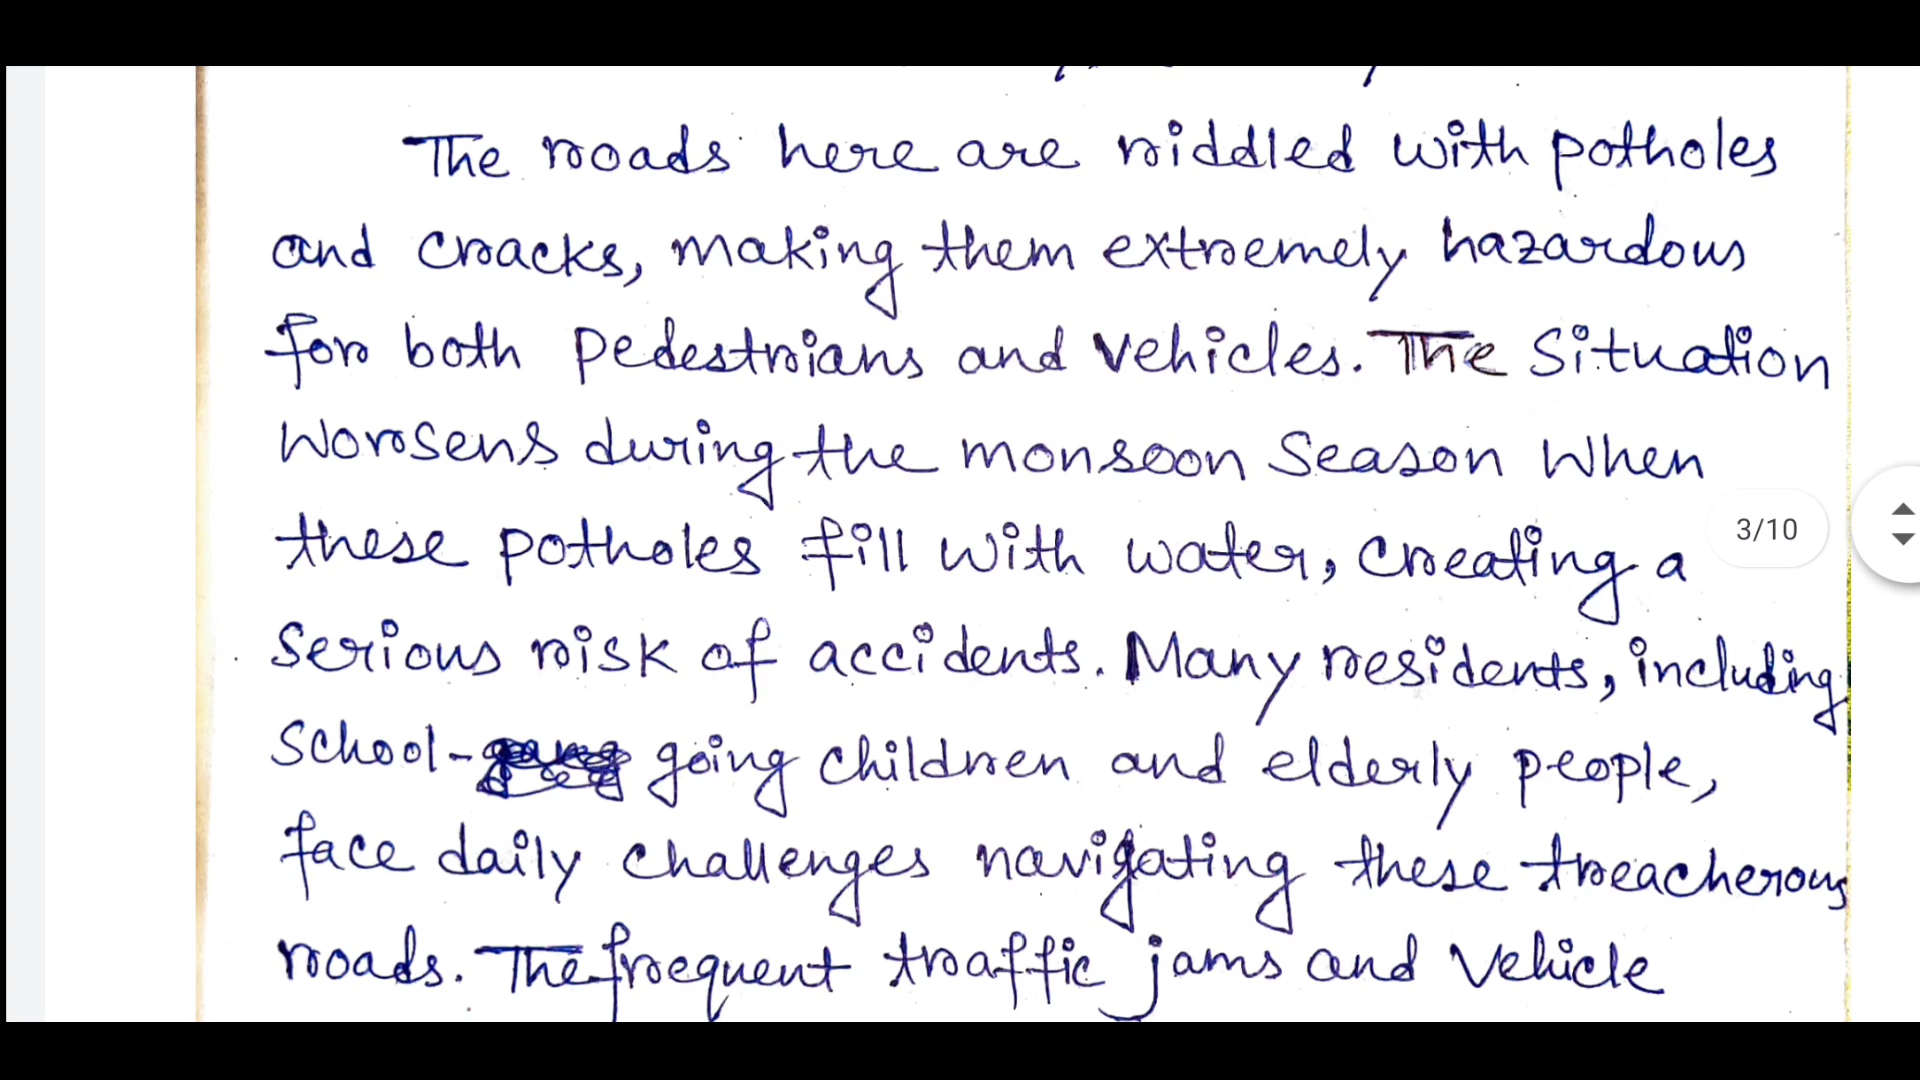 The roads here are riddled with potholes
and cracks, making them extremely hazardous
for both pedestrians and vehicles. The situation
worsens during the monsoon season when
these potholes fill with water, creating a
3/10
serious risk of accidents. Many residents, including
school- going children and elderly people,
face daily challenges navigating these treacherous
roads. The frequent traffic jams and vehicle